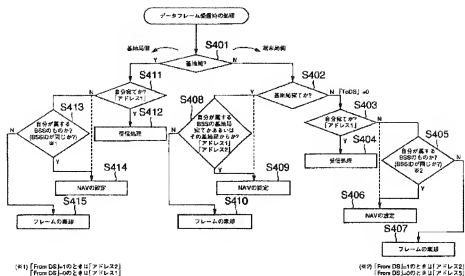 データフレーム受信時の処理
基地局側
端末局側
S401
基地局?
Y
N
S411
自分宛てか?
「アドレス1」
N
Y
S402
基地局宛てか?
Y
N
「ToDS」=0
S413
自分が属する
BSSのものか?
(BSSIDが同じか?)
※1
N
Y
S412
受信処理
S408
自分が属する
BSSの基地局
宛てかあるいは
その基地局からか?
「アドレス1」
「アドレス2」
N
Y
S403
自分宛てか?
「アドレス1」
N
Y
S404
受信処理
S405
自分が属する
BSSのものか?
(BSSIDが同じか?)
※2
Y
N
S414
NAVの設定
S409
NAVの設定
S406
NAVの設定
S415
フレームの廃棄
S410
フレームの廃棄
S407
フレームの廃棄
(※1) 「From DS」=1のときは「アドレス2」
「From DS」=0のときは「アドレス1」
(※2) 「From DS」=1のときは「アドレス2」
「From DS」=0のときは「アドレス3」